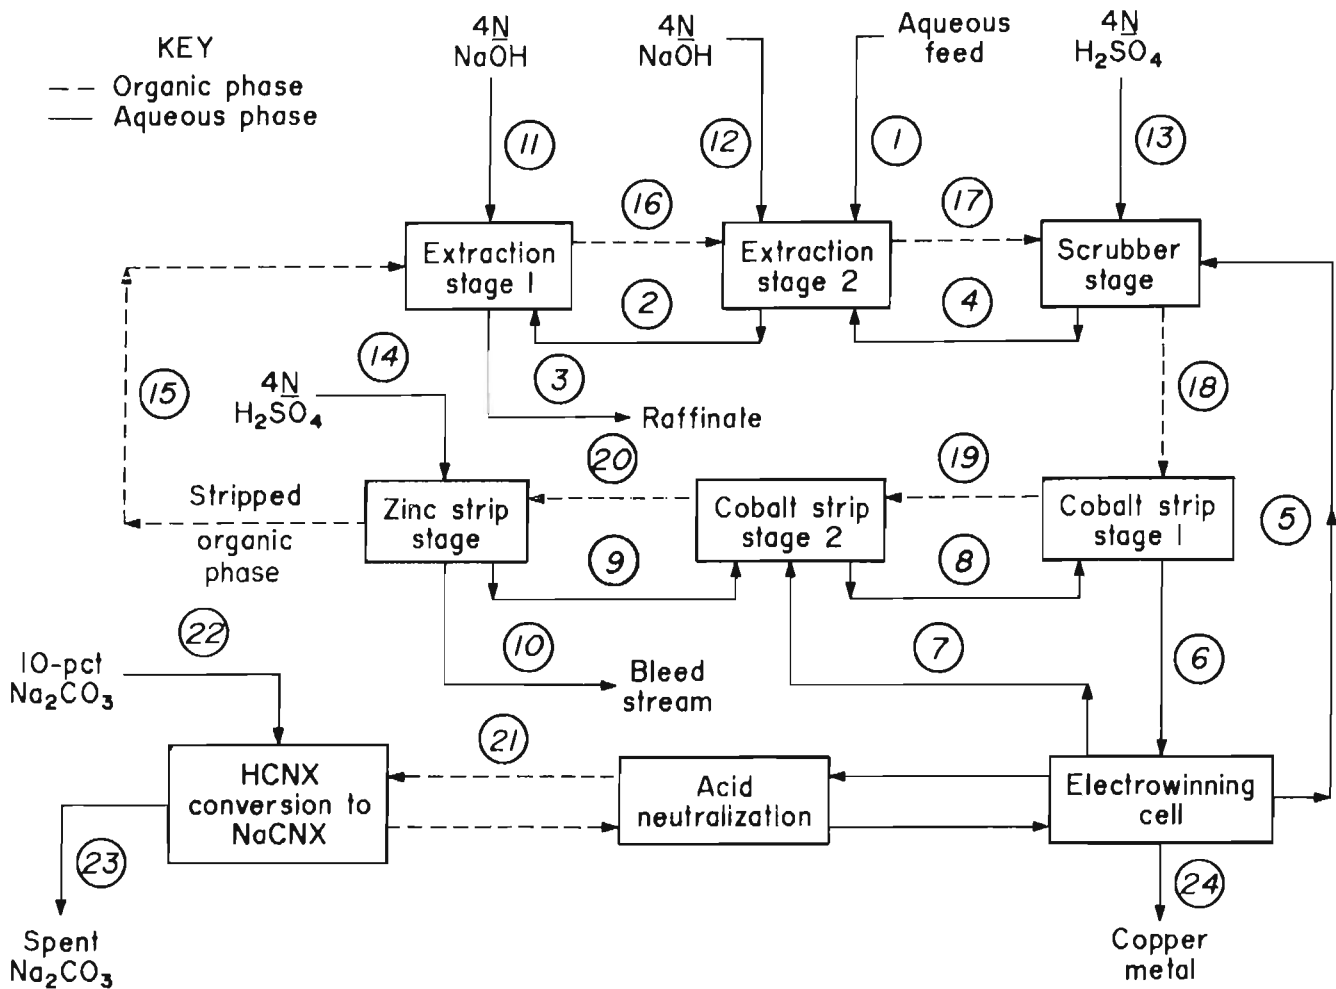 KEY
Organic phase
Aqueous phase
4N
NaOH
4N
NaOH
Aqueous
feed
4N
H₂SO₄
11
12
1
13
16
17
Extraction
stage 1
Extraction
stage 2
Scrubber
stage
2
4
14
3
15
4N
H₂SO₄
18
Raffinate
20
19
Stripped
organic
phase
Zinc strip
stage
Cobalt strip
stage 2
Cobalt strip
stage 1
5
9
8
22
10
7
6
10-pct
Na₂CO₃
Bleed
stream
21
HCNX
conversion to
NaCNX
Acid
neutralization
Electrowinning
cell
23
24
Spent
Na₂CO₃
Copper
metal